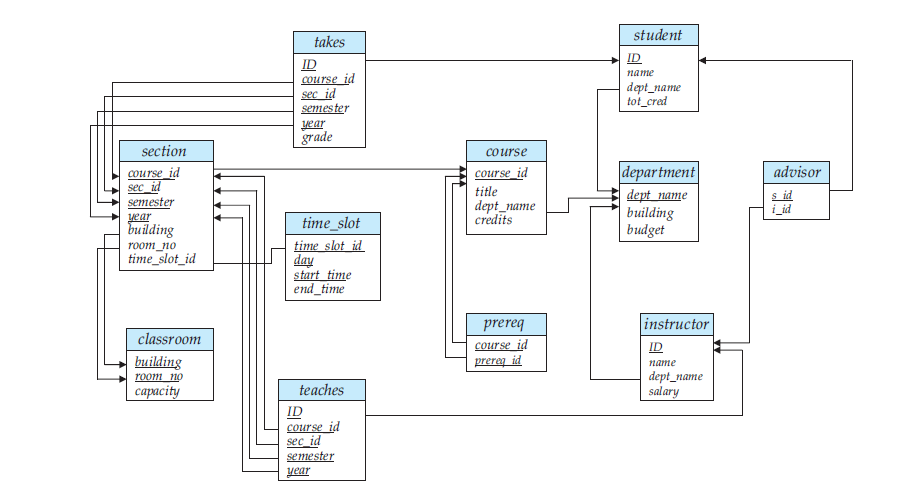 takes
ID
course_id
sec_id
semester
year
grade
student
ID
name
dept_name
tot_cred
section
course_id
sec_id
semester
year
building
room_no
time_slot_id
course
course_id
title
dept_name
credits
department
dept_name
building
budget
advisor
s_id
i_id
time_slot
time_slot_id
day
start_time
end_time
prereq
course_id
prereq_id
instructor
ID
name
dept_name
salary
classroom
building
room_no
capacity
teaches
ID
course_id
sec_id
semester
year